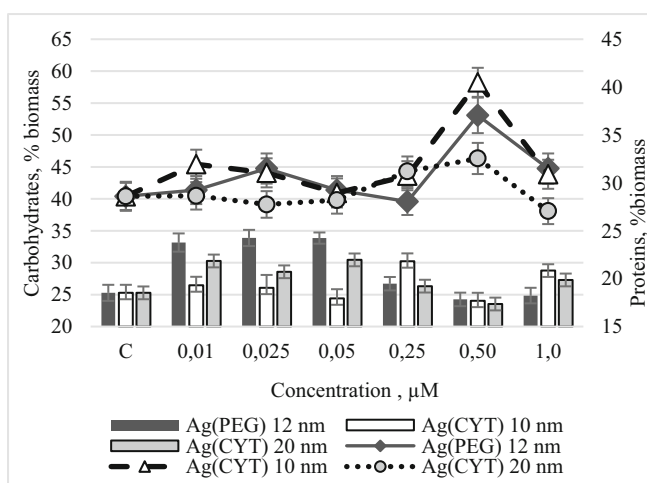 Carbohydrates, % biomass
65
60
55
50
45
40
35
30
25
20
45
40
35
30
25
20
15
Proteins, %biomass
C 0,01 0,025 0,05 0,25 0,50 1,0
Concentration , µM
Ag(PEG) 12 nm Ag(CYT) 10 nm
Ag(CYT) 20 nm Ag(PEG) 12 nm
Ag(CYT) 10 nm Ag(CYT) 20 nm